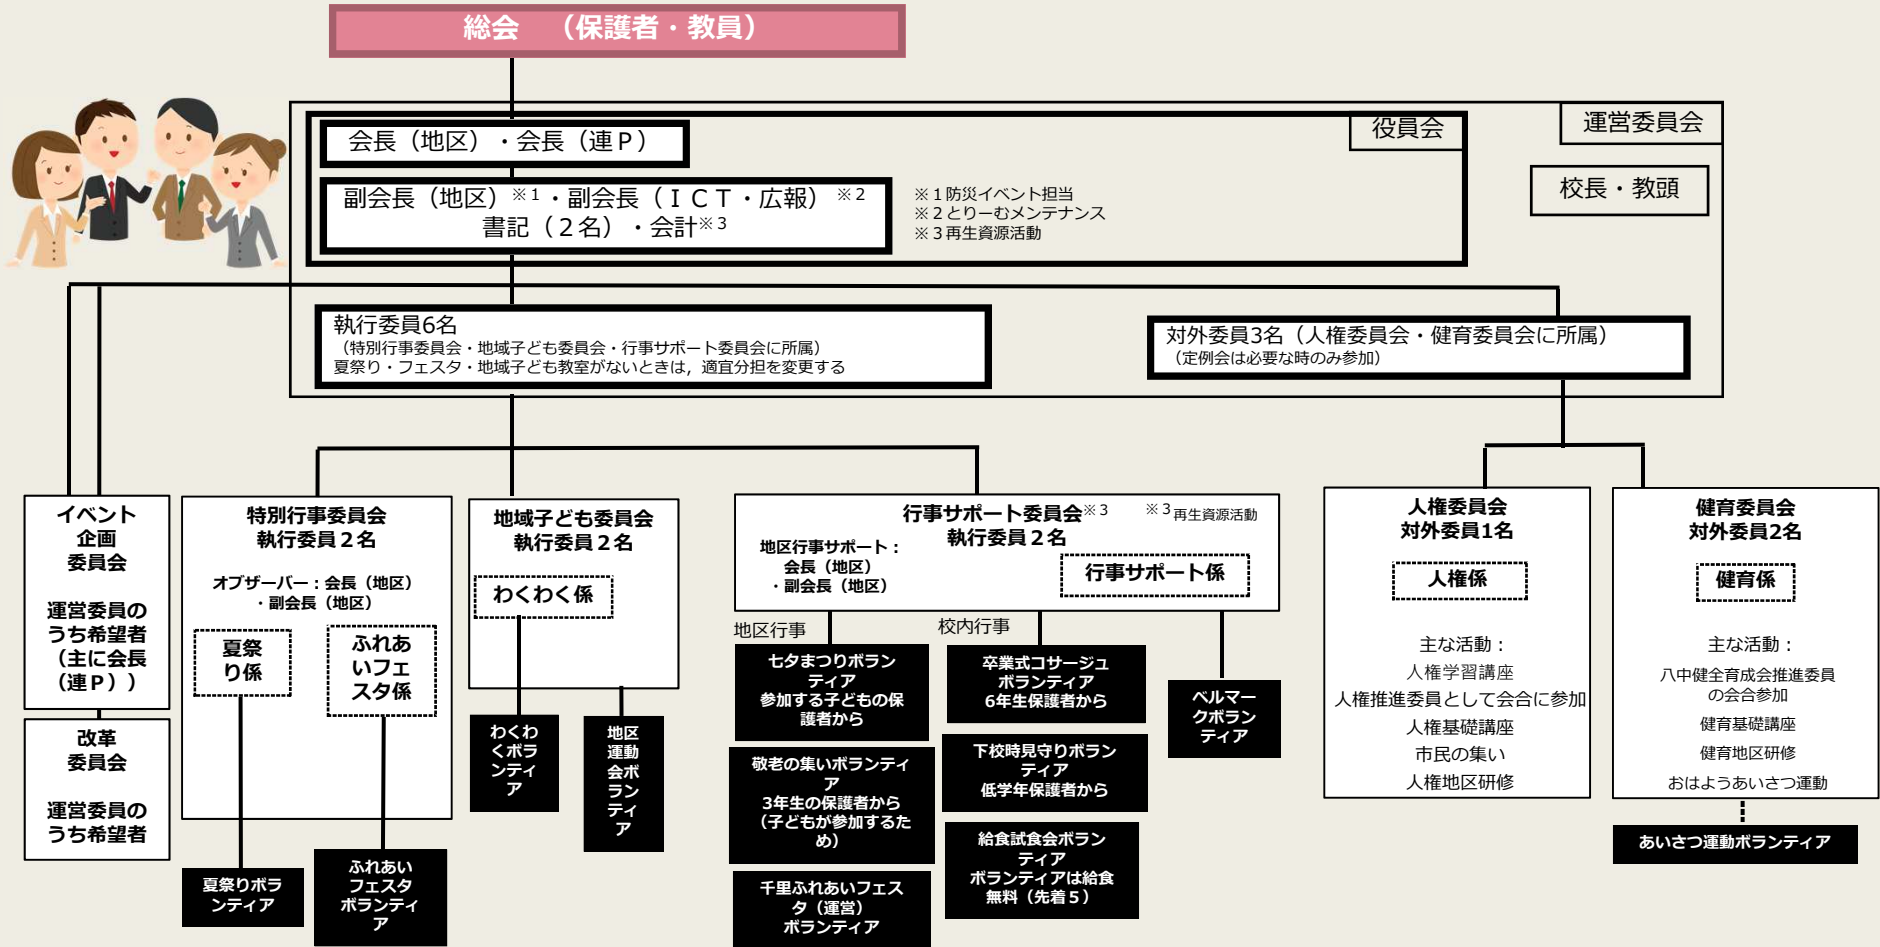 総会　（保護者・教員）
役員会
運営委員会
会長（地区）・会長（連Ｐ）
校長・教頭
副会長（地区）※1・副会長（ＩＣＴ・広報）※2
書記（２名）・会計※3
※１防災イベント担当
※２とりーむメンテナンス
※３再生資源活動
執行委員6名
（特別行事委員会・地域子ども委員会・行事サポート委員会に所属）
夏祭り・フェスタ・地域子ども教室がないときは，適宜分担を変更する
対外委員3名（人権委員会・健育委員会に所属）
（定例会は必要な時のみ参加）
イベント
企画
委員会
運営委員の
うち希望者
（主に会長
（連Ｐ））
改革
委員会
運営委員の
うち希望者
特別行事委員会
執行委員２名
オブザーバー：会長（地区）
・副会長（地区）
夏祭
り係
ふれあ
いフェ
スタ係
夏祭りボラ
ンティア
ふれあい
フェスタ
ボランティ
ア
地域子ども委員会
執行委員２名
わくわく係
わくわ
くボラ
ンティ
ア
地区
運動
会ボ
ラン
ティ
ア
行事サポート委員会※3　※３再生資源活動
執行委員２名
地区行事サポート：
会長（地区）
・副会長（地区）
行事サポート係
地区行事
七夕まつりボラン
ティア
参加する子どもの保
護者から
敬老の集いボランティ
ア
3年生の保護者から
（子どもが参加するた
め）
千里ふれあいフェス
タ（運営）
ボランティア
校内行事
卒業式コサージュ
ボランティア
6年生保護者から
下校時見守りボラン
ティア
低学年保護者から
給食試食会ボラン
ティア
ボランティアは給食
無料（先着５）
ベルマー
クボラン
ティア
人権委員会
対外委員1名
人権係
主な活動：
人権学習講座
人権推進委員として会合に参加
人権基礎講座
市民の集い
人権地区研修
健育委員会
対外委員2名
健育係
主な活動：
八中健全育成会推進委員
の会合参加
健育基礎講座
健育地区研修
おはようあいさつ運動
あいさつ運動ボランティア